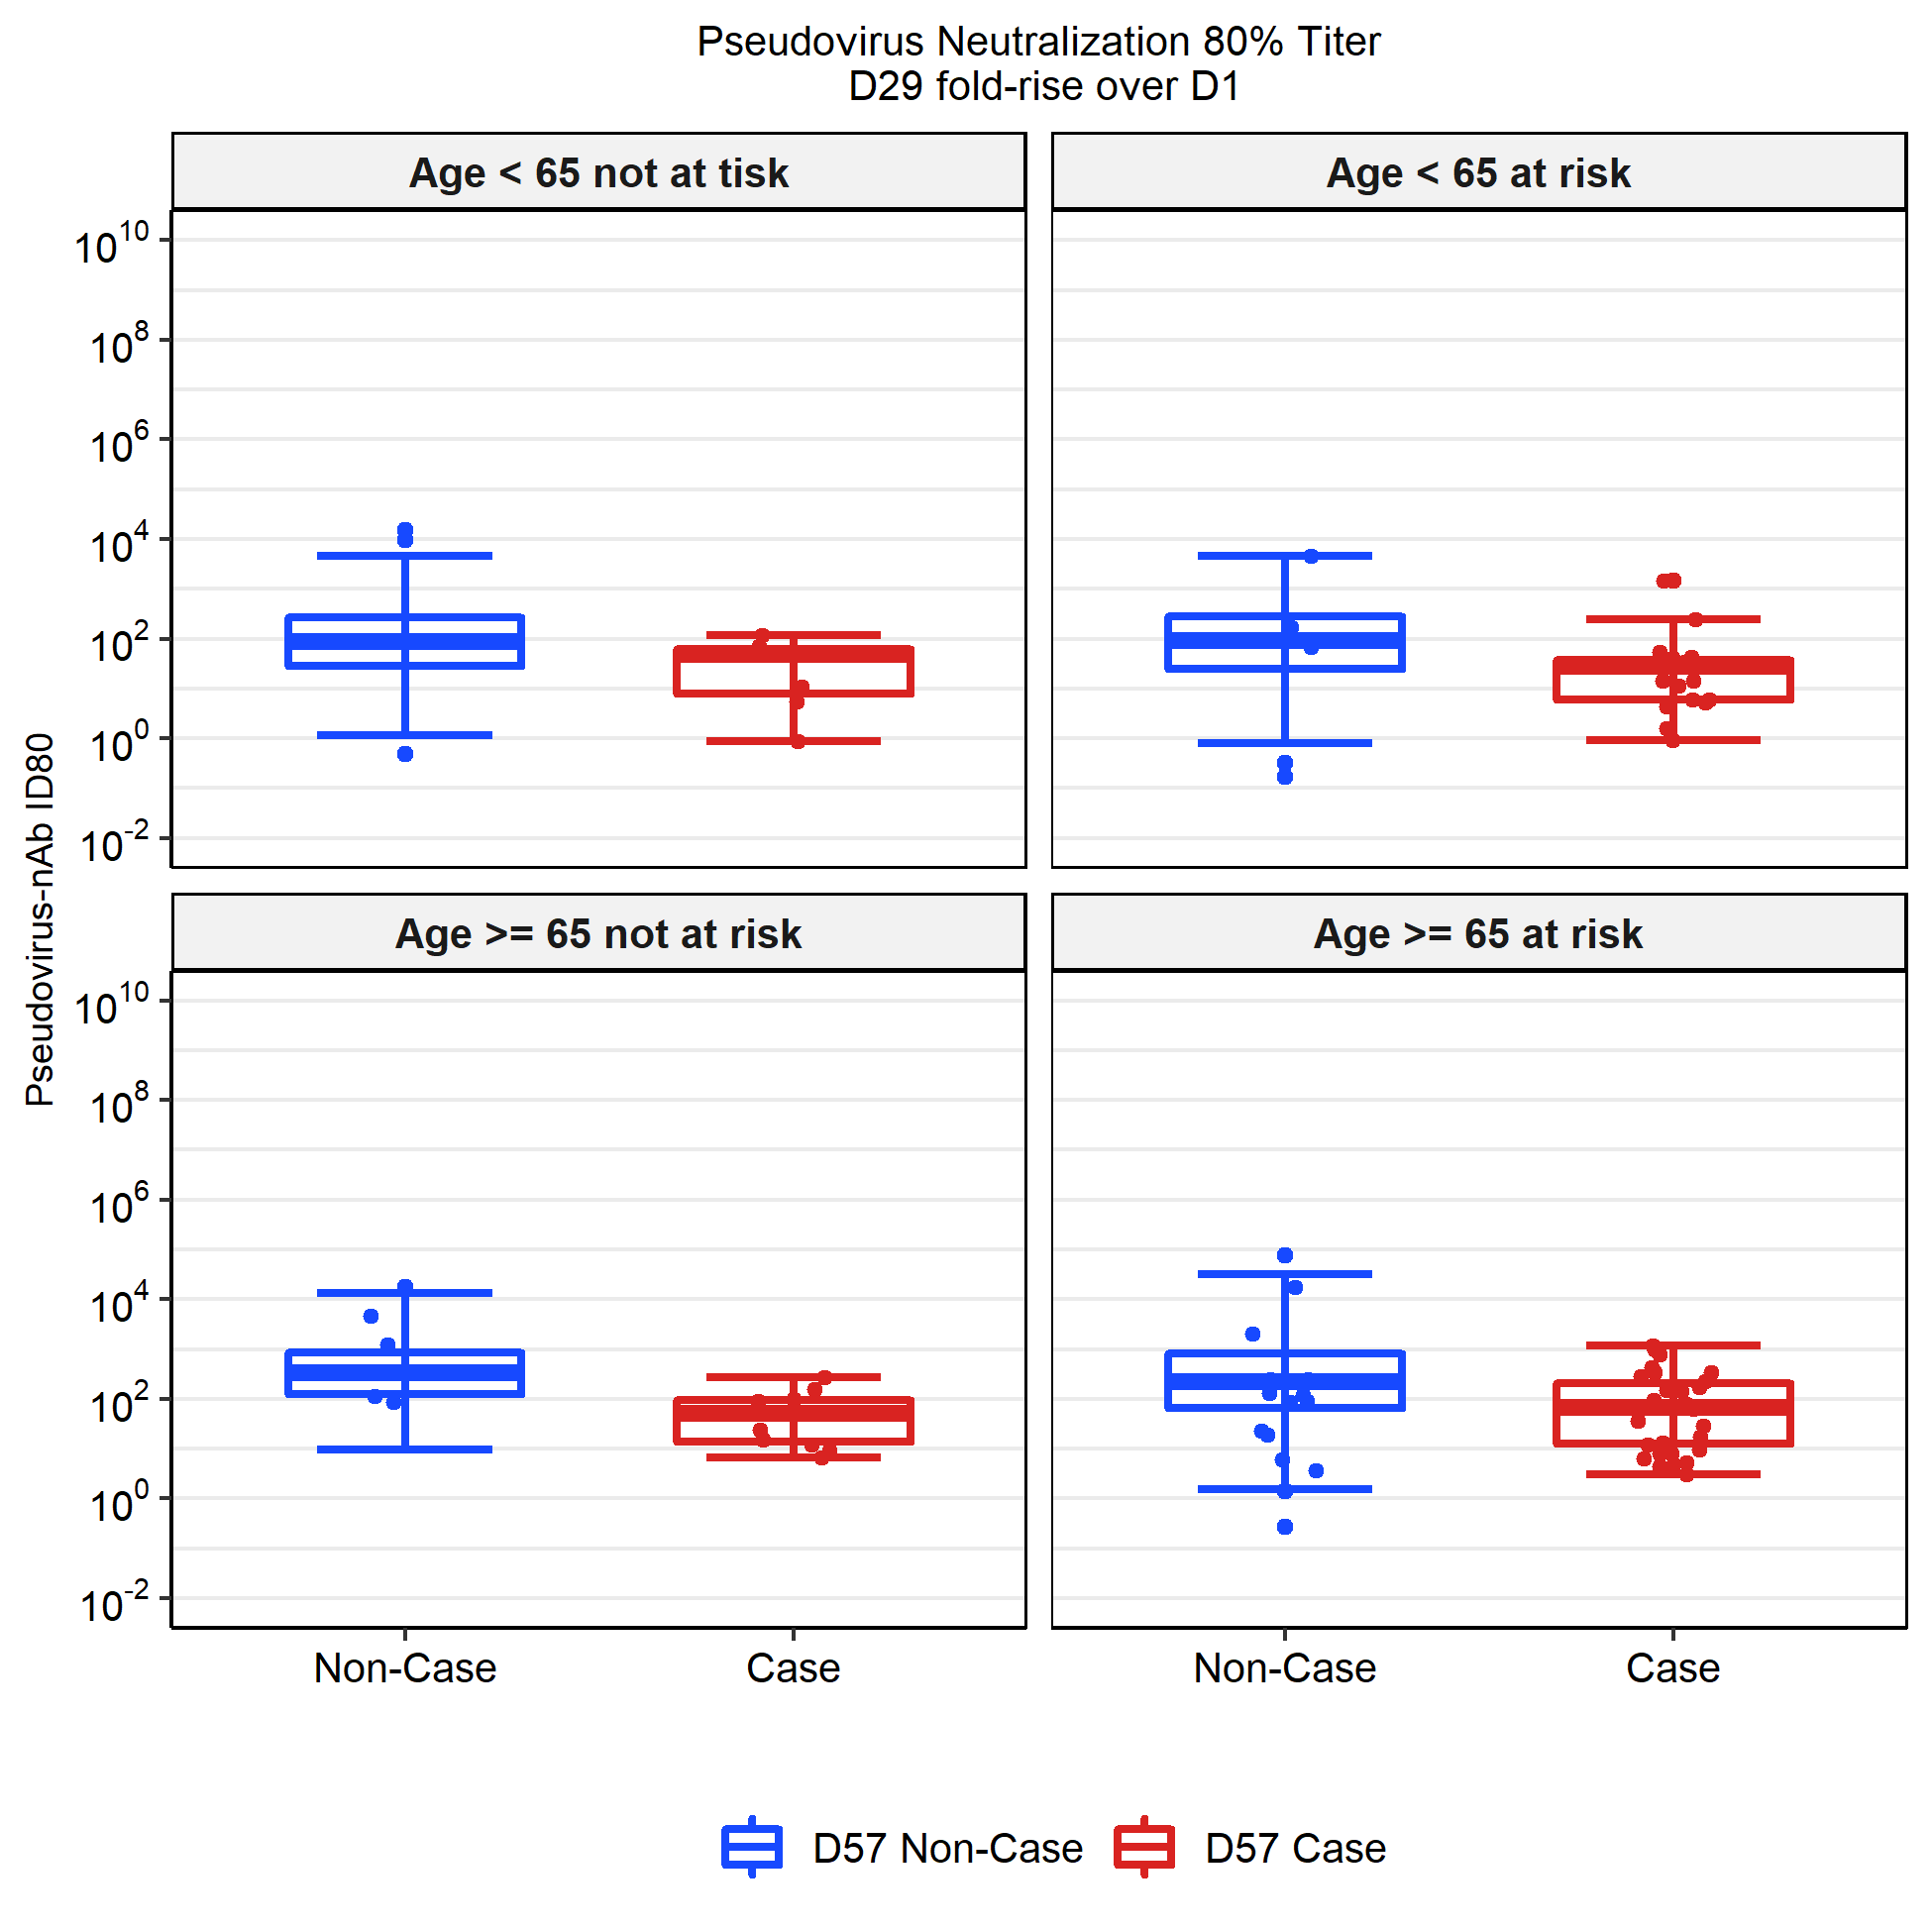 Pseudovirus Neutralization 80% Titer
D29 fold-rise over D1
Age < 65 not at tisk
Age < 65 at risk
10^10
10^8
10^6
10^4
10^2
10^0
10^-2
Pseudovirus-nAb ID80
Age >= 65 not at risk
Age >= 65 at risk
10^10
10^8
10^6
10^4
10^2
10^0
10^-2
Non-Case
Case
Non-Case
Case
D57 Non-Case
D57 Case